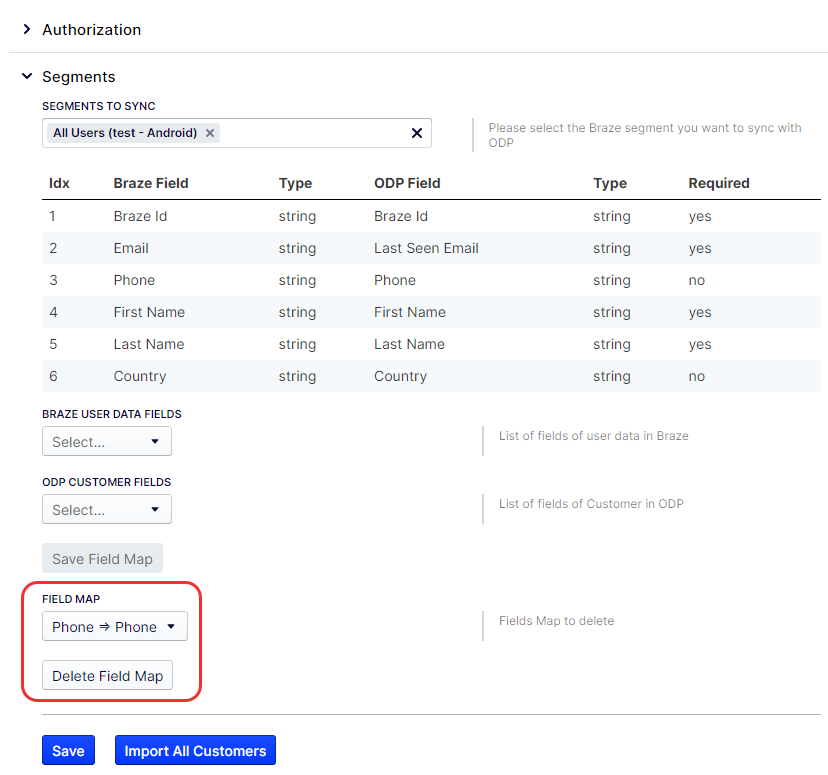 Authorization
Segments
SEGMENTS TO SYNC
All Users (test - Android)
Please select the Braze segment you want to sync with
ODP
Idx Braze Field Type ODP Field Type Required
1 Braze Id string Braze Id string yes
2 Email string Last Seen Email string yes
3 Phone string Phone string no
4 First Name string First Name string yes
5 Last Name string Last Name string yes
6 Country string Country string no
BRAZE USER DATA FIELDS
Select...
List of fields of user data in Braze
ODP CUSTOMER FIELDS
Select...
List of fields of Customer in ODP
Save Field Map
FIELD MAP
Phone ⇒ Phone
Fields Map to delete
Delete Field Map
Save Import All Customers